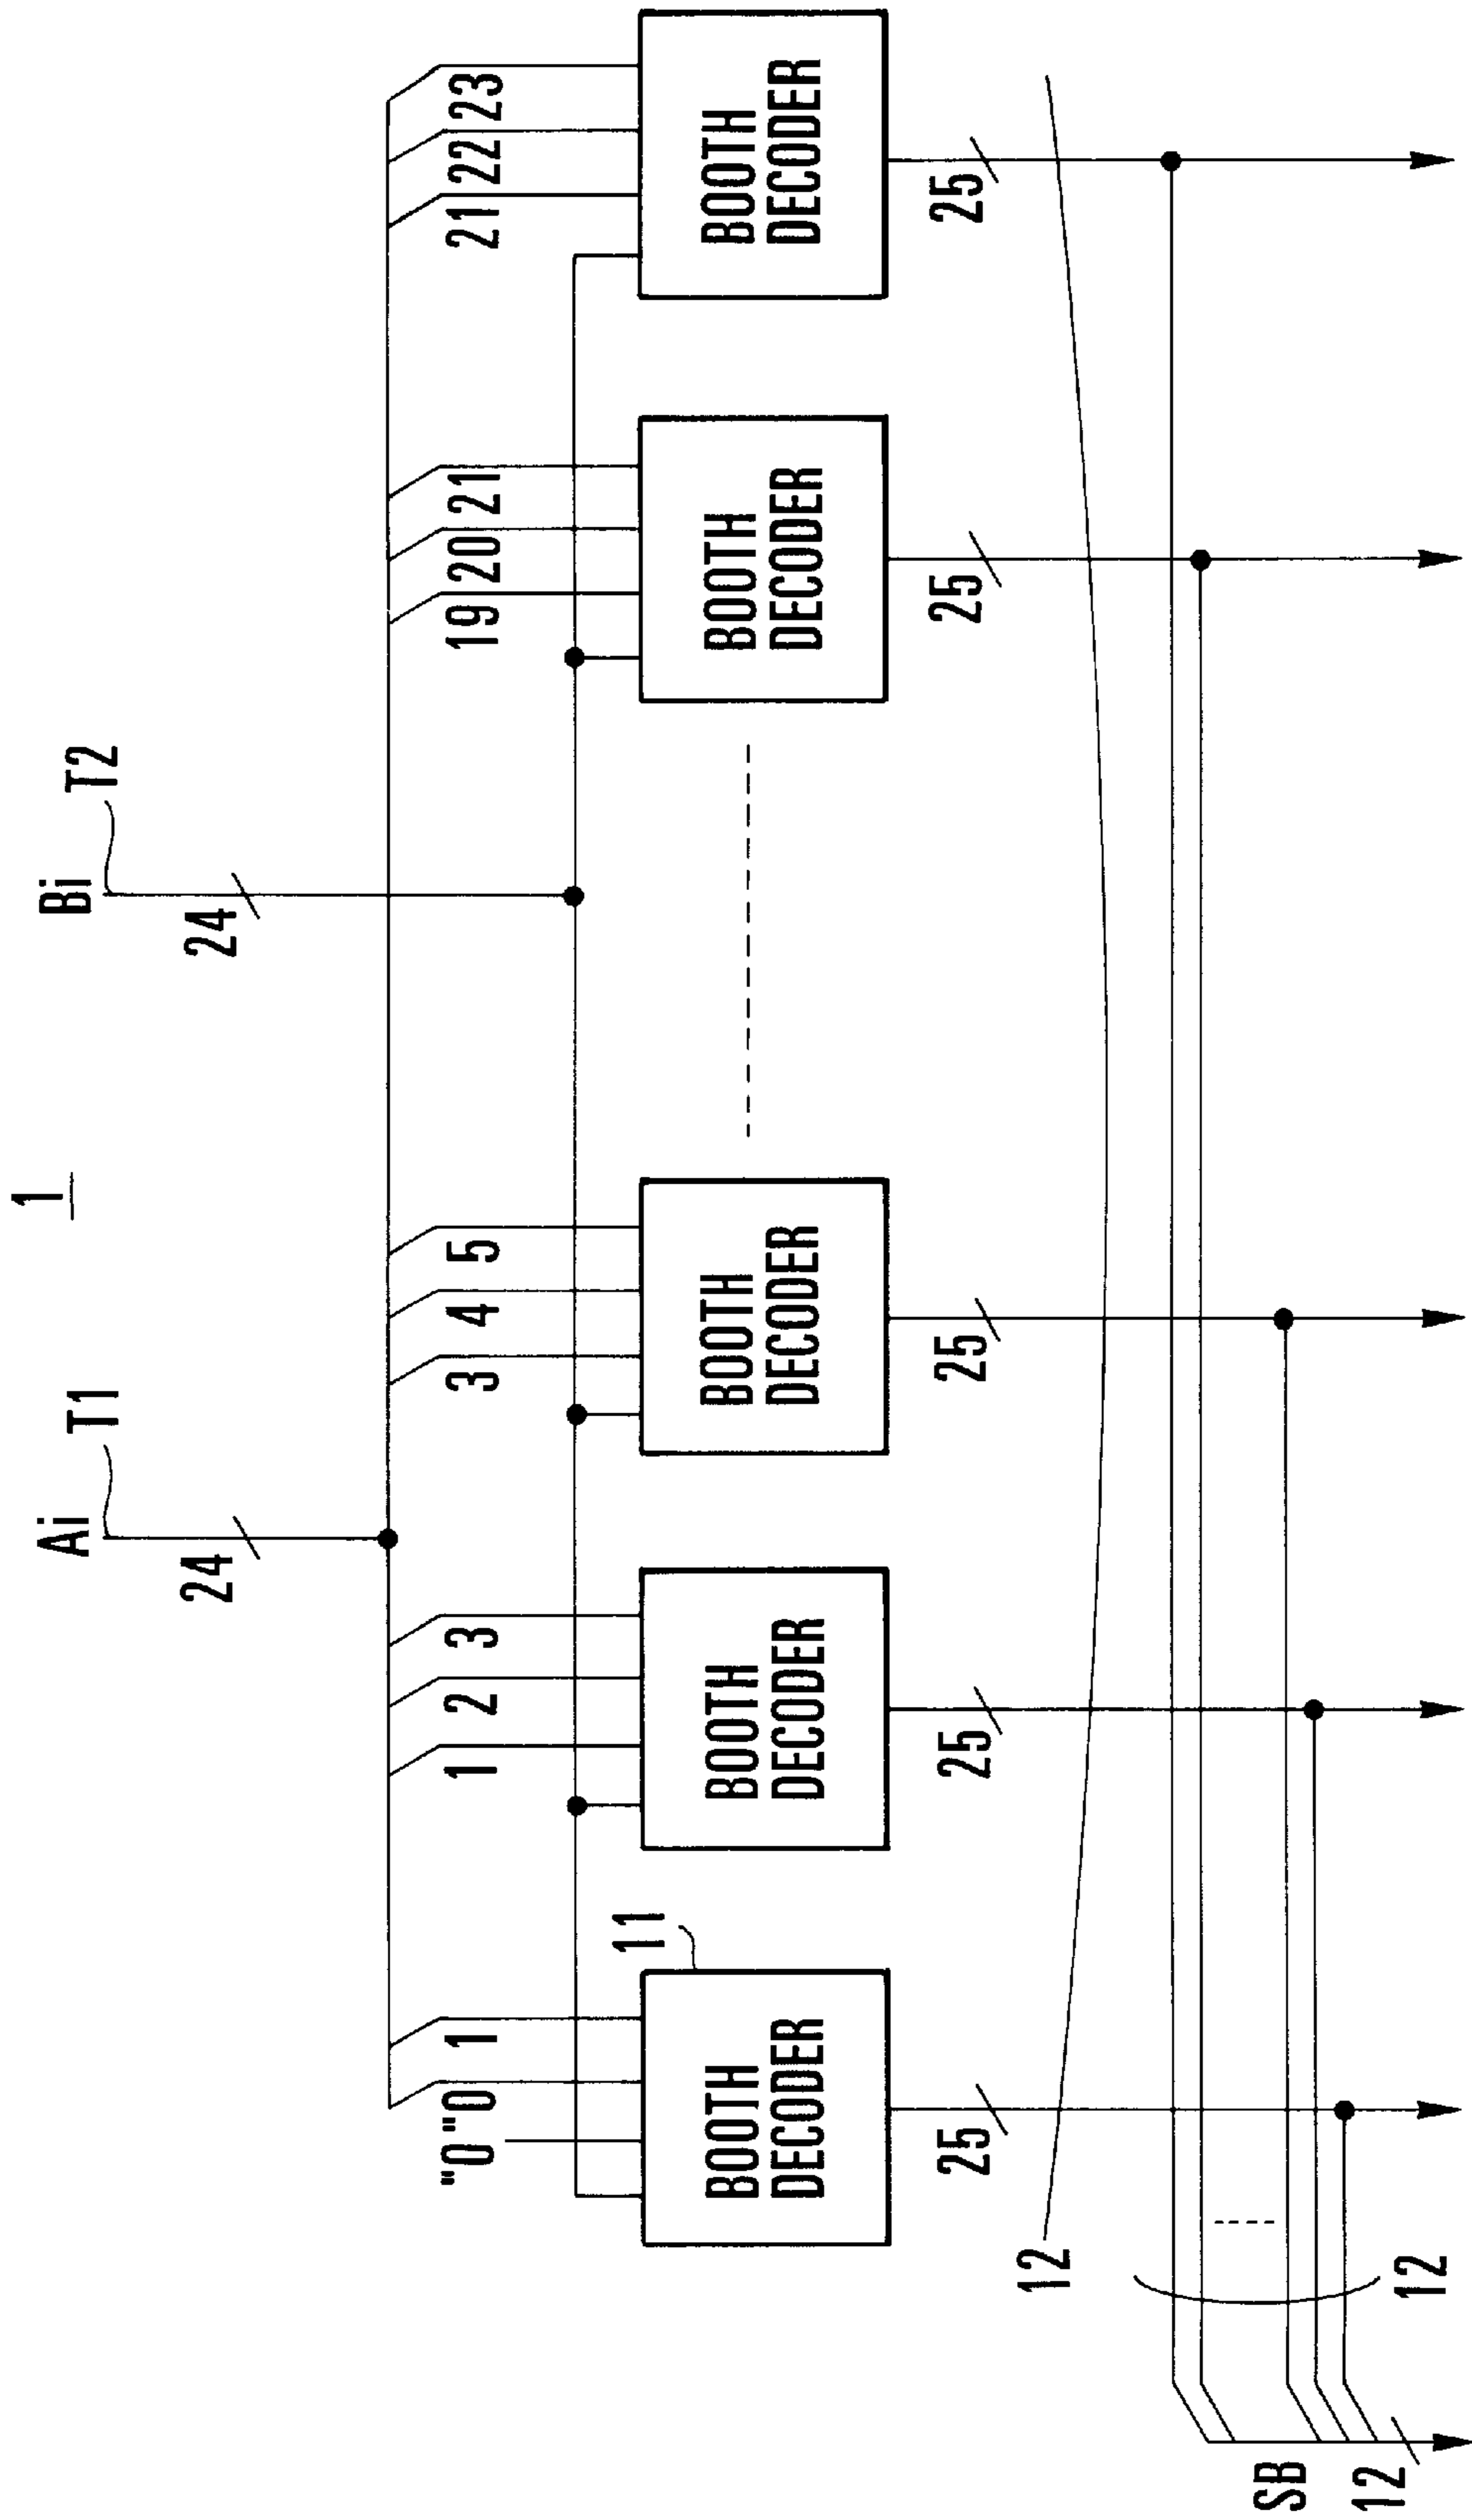 1
Ai T1
Bi T2
24
24
"0" 0 1
1 2 3
3 4 5
19 20 21
21 22 23
11
BOOTH
DECODER
BOOTH
DECODER
BOOTH
DECODER
BOOTH
DECODER
BOOTH
DECODER
25
25
25
25
25
12
12
SB
12